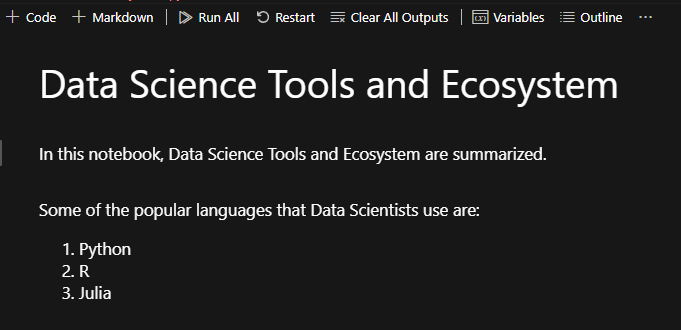 + Code + Markdown Run All Restart Clear All Outputs Variables Outline ...
Data Science Tools and Ecosystem
In this notebook, Data Science Tools and Ecosystem are summarized.
Some of the popular languages that Data Scientists use are:
1. Python
2. R
3. Julia